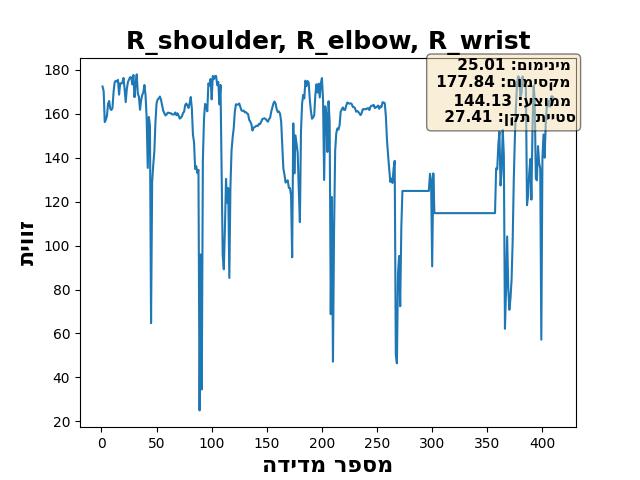 R_shoulder, R_elbow, R_wrist
מינימום: 25.01
מקסימום: 177.84
ממוצע: 144.13
סטיית תקן: 27.41
180
160
140
120
100
80
60
40
20
זווית
0 50 100 150 200 250 300 350 400
מספר מדידה